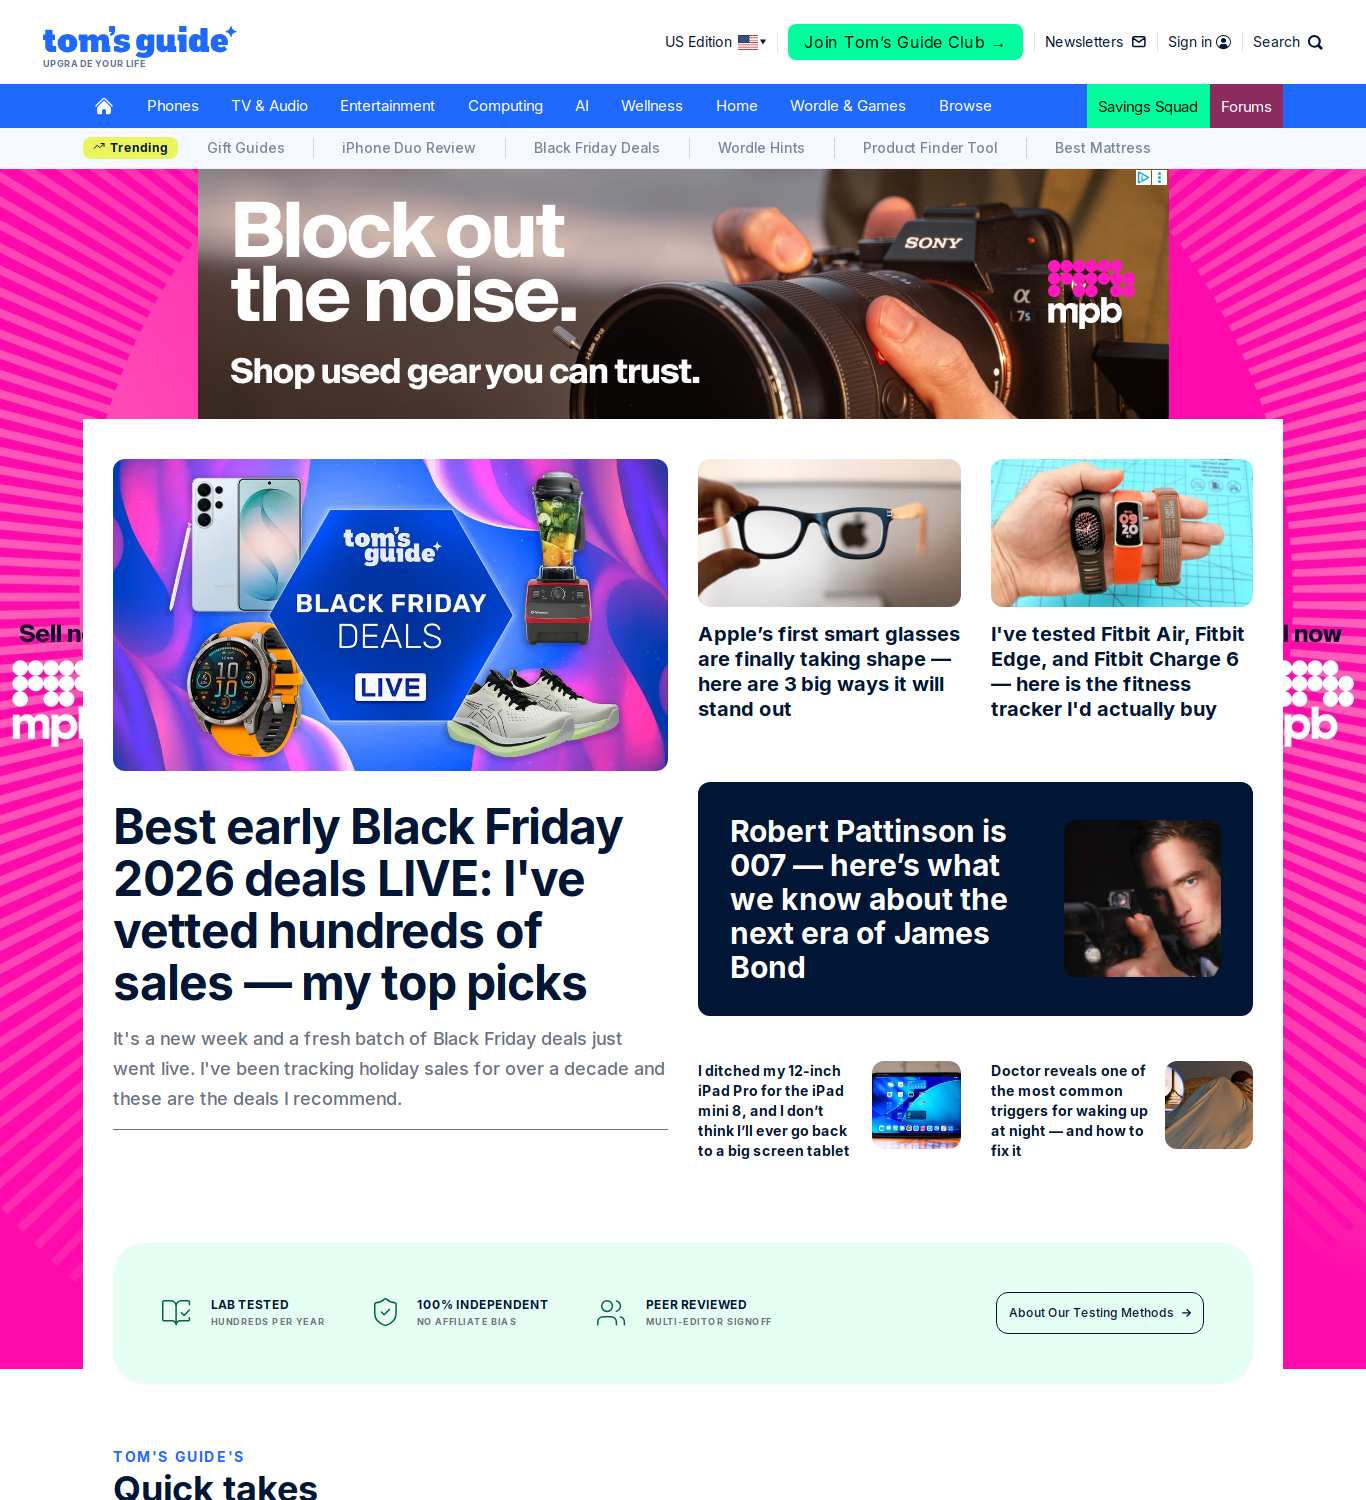 tom's guide
UPGRADE YOUR LIFE
US Edition
Join Tom's Guide Club →
Newsletters
Sign in
Search
Phones
TV & Audio
Entertainment
Computing
AI
Wellness
Home
Wordle & Games
Browse
Savings Squad
Forums
Trending
Gift Guides
iPhone Duo Review
Black Friday Deals
Wordle Hints
Product Finder Tool
Best Mattress
Block out
the noise.
Shop used gear you can trust.
SONY
α
7s
mpb
Sell n
mp
l now
pb
tom's
guide
BLACK FRIDAY
DEALS
LIVE
Best early Black Friday
2026 deals LIVE: I've
vetted hundreds of
sales — my top picks
It's a new week and a fresh batch of Black Friday deals just
went live. I've been tracking holiday sales for over a decade and
these are the deals I recommend.
Apple’s first smart glasses
are finally taking shape —
here are 3 big ways it will
stand out
09
20
I've tested Fitbit Air, Fitbit
Edge, and Fitbit Charge 6
— here is the fitness
tracker I'd actually buy
Robert Pattinson is
007 — here’s what
we know about the
next era of James
Bond
I ditched my 12-inch
iPad Pro for the iPad
mini 8, and I don’t
think I’ll ever go back
to a big screen tablet
Doctor reveals one of
the most common
triggers for waking up
at night — and how to
fix it
LAB TESTED
HUNDREDS PER YEAR
100% INDEPENDENT
NO AFFILIATE BIAS
PEER REVIEWED
MULTI-EDITOR SIGNOFF
About Our Testing Methods →
TOM'S GUIDE'S
Quick takes